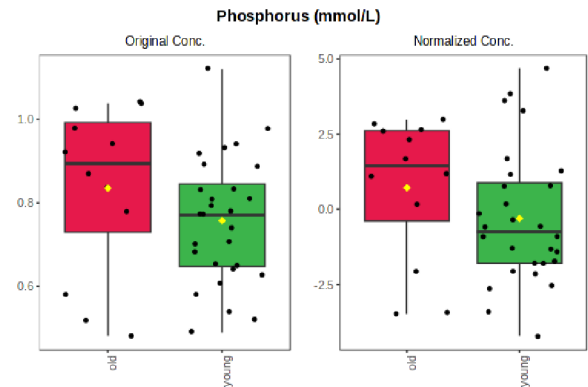 Phosphorus (mmol/L)
Original Conc.
Normalized Conc.
1.0
0.8
0.6
5.0
2.5
0.0
-2.5
old
young
old
young